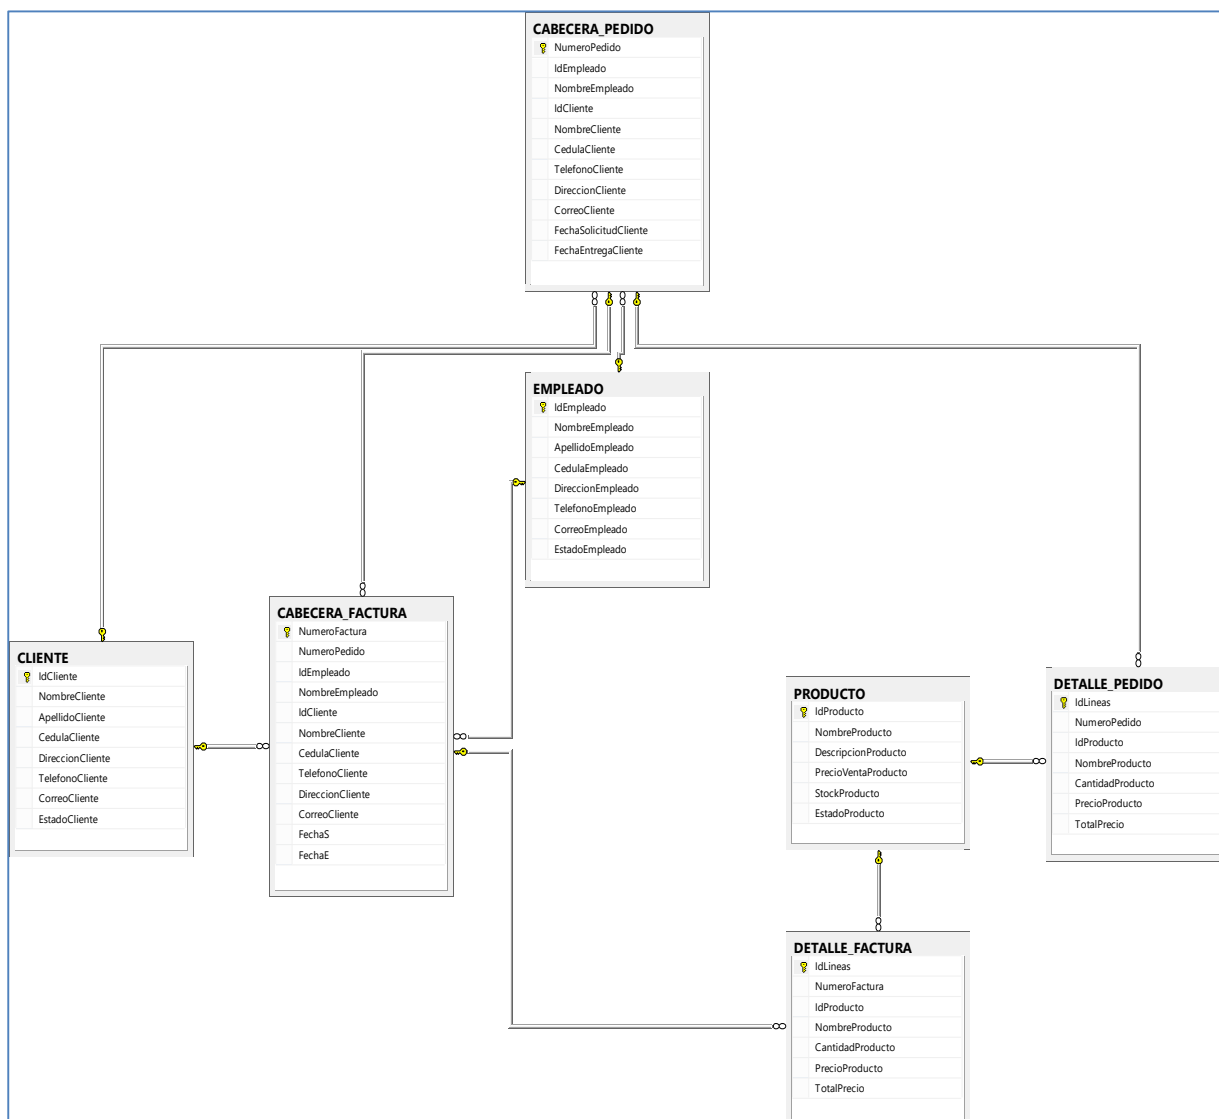 CABECERA_PEDIDO
NumeroPedido
IdEmpleado
NombreEmpleado
IdCliente
NombreCliente
CedulaCliente
TelefonoCliente
DireccionCliente
CorreoCliente
FechaSolicitudCliente
FechaEntregaCliente
EMPLEADO
IdEmpleado
NombreEmpleado
ApellidoEmpleado
CedulaEmpleado
DireccionEmpleado
TelefonoEmpleado
CorreoEmpleado
EstadoEmpleado
CABECERA_FACTURA
NumeroFactura
NumeroPedido
IdEmpleado
NombreEmpleado
IdCliente
NombreCliente
CedulaCliente
TelefonoCliente
DireccionCliente
CorreoCliente
FechaS
FechaE
CLIENTE
IdCliente
NombreCliente
ApellidoCliente
CedulaCliente
DireccionCliente
TelefonoCliente
CorreoCliente
EstadoCliente
PRODUCTO
IdProducto
NombreProducto
DescripcionProducto
PrecioVentaProducto
StockProducto
EstadoProducto
DETALLE_PEDIDO
IdLineas
NumeroPedido
IdProducto
NombreProducto
CantidadProducto
PrecioProducto
TotalPrecio
DETALLE_FACTURA
IdLineas
NumeroFactura
IdProducto
NombreProducto
CantidadProducto
PrecioProducto
TotalPrecio